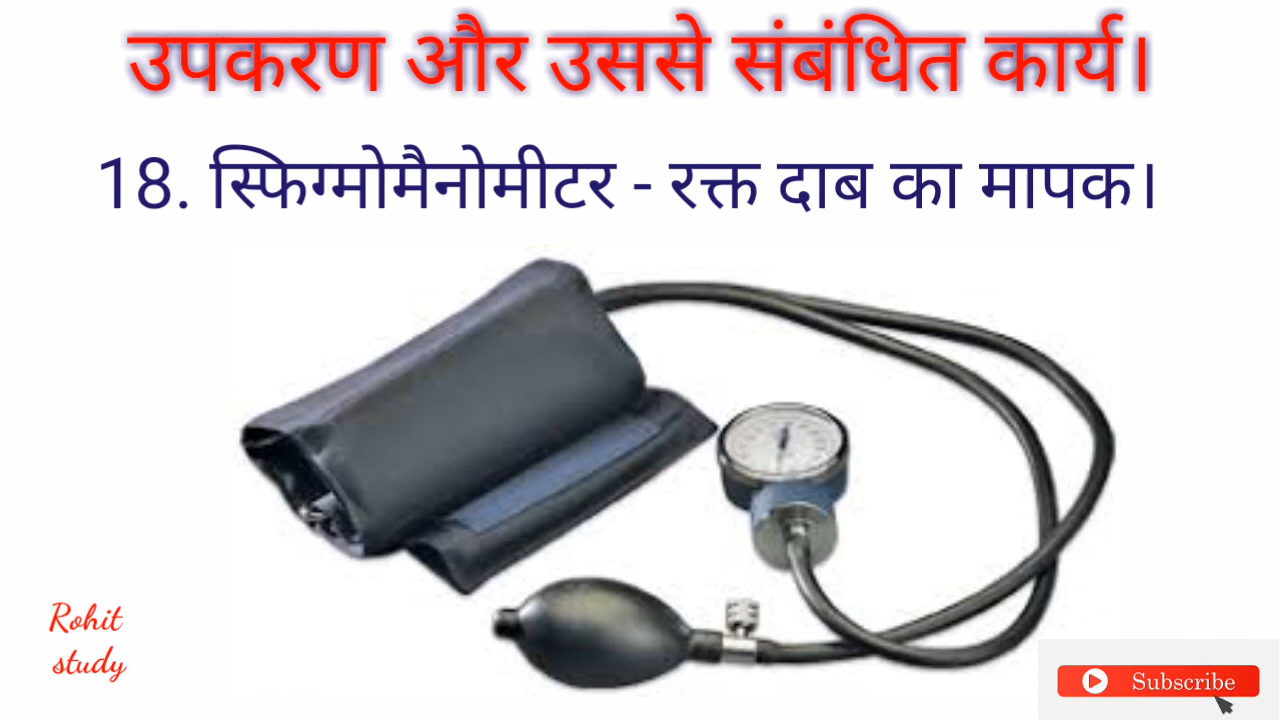 उपकरण और उससे संबंधित कार्य।
18. स्फिग्मोमैनोमीटर - रक्त दाब का मापक।
Rohit
study
Subscribe